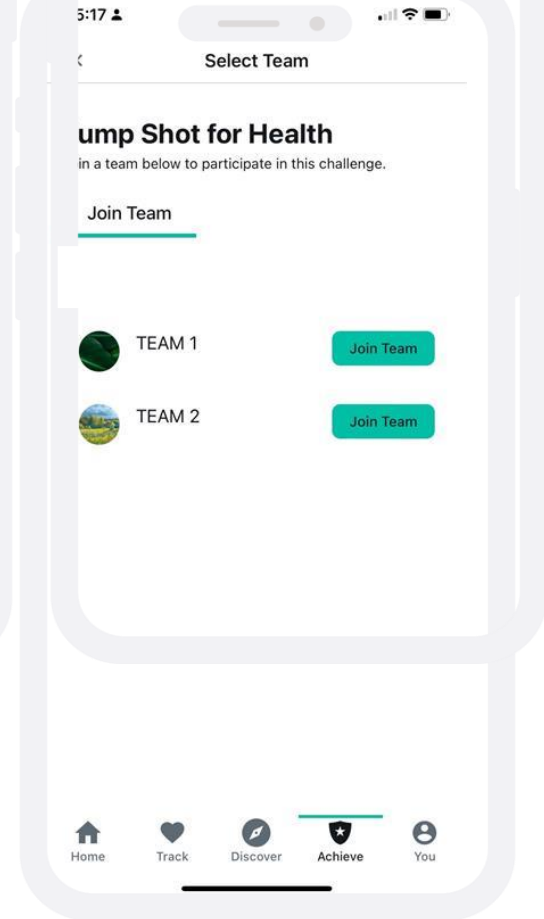 5:17
Select Team
ump Shot for Health
in a team below to participate in this challenge.
Join Team
TEAM 1
Join Team
TEAM 2
Join Team
Home Track Discover Achieve You